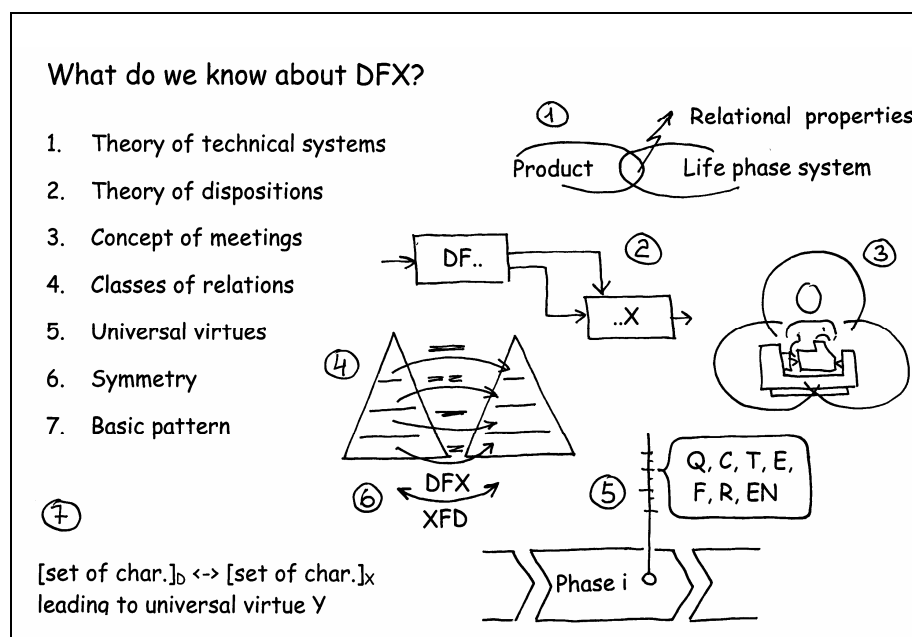 What do we know about DFX?
1. Theory of technical systems
2. Theory of dispositions
3. Concept of meetings
4. Classes of relations
5. Universal virtues
6. Symmetry
7. Basic pattern
1
Relational properties
Product
Life phase system
2
DF..
..X
3
4
5
Q, C, T, E,
F, R, EN
Phase i
6
DFX
XFD
7
[set of char.]D <-> [set of char.]X
leading to universal virtue Y